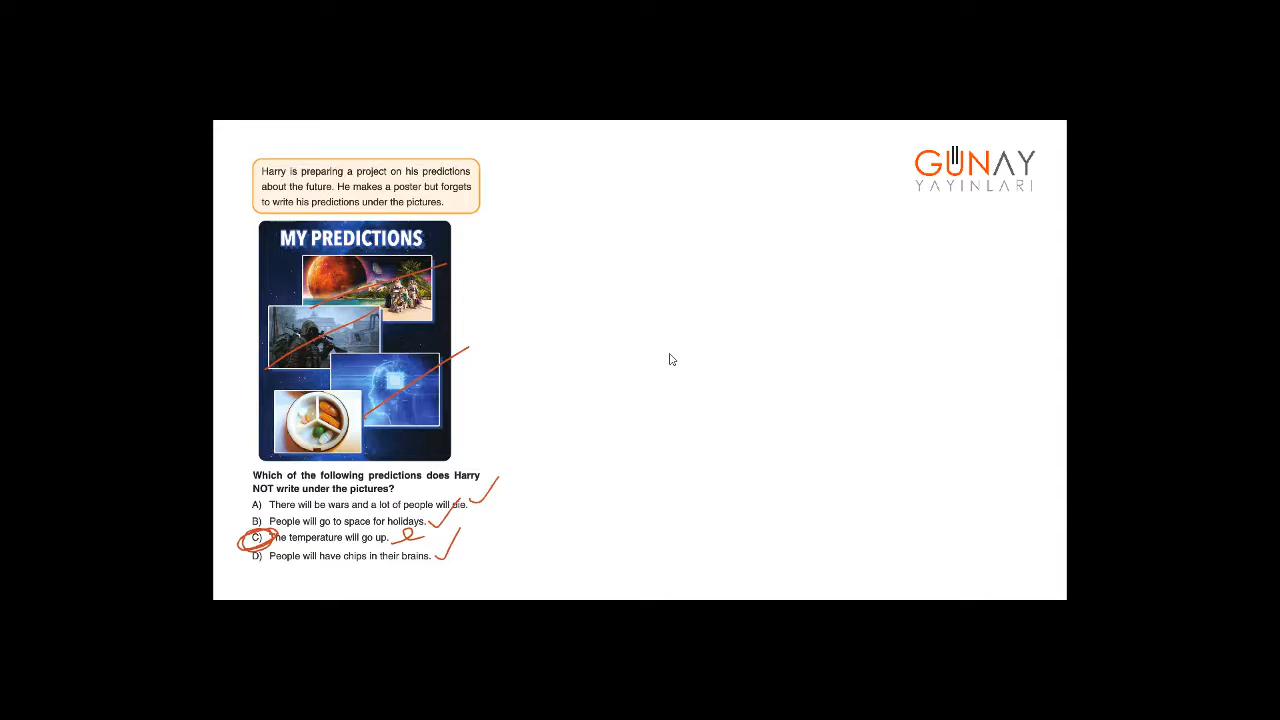 GÜNAY
YAYINLARI
Harry is preparing a project on his predictions
about the future. He makes a poster but forgets
to write his predictions under the pictures.
MY PREDICTIONS
Which of the following predictions does Harry
NOT write under the pictures?
A) There will be wars and a lot of people will die.
B) People will go to space for holidays.
C) The temperature will go up.
D) People will have chips in their brains.